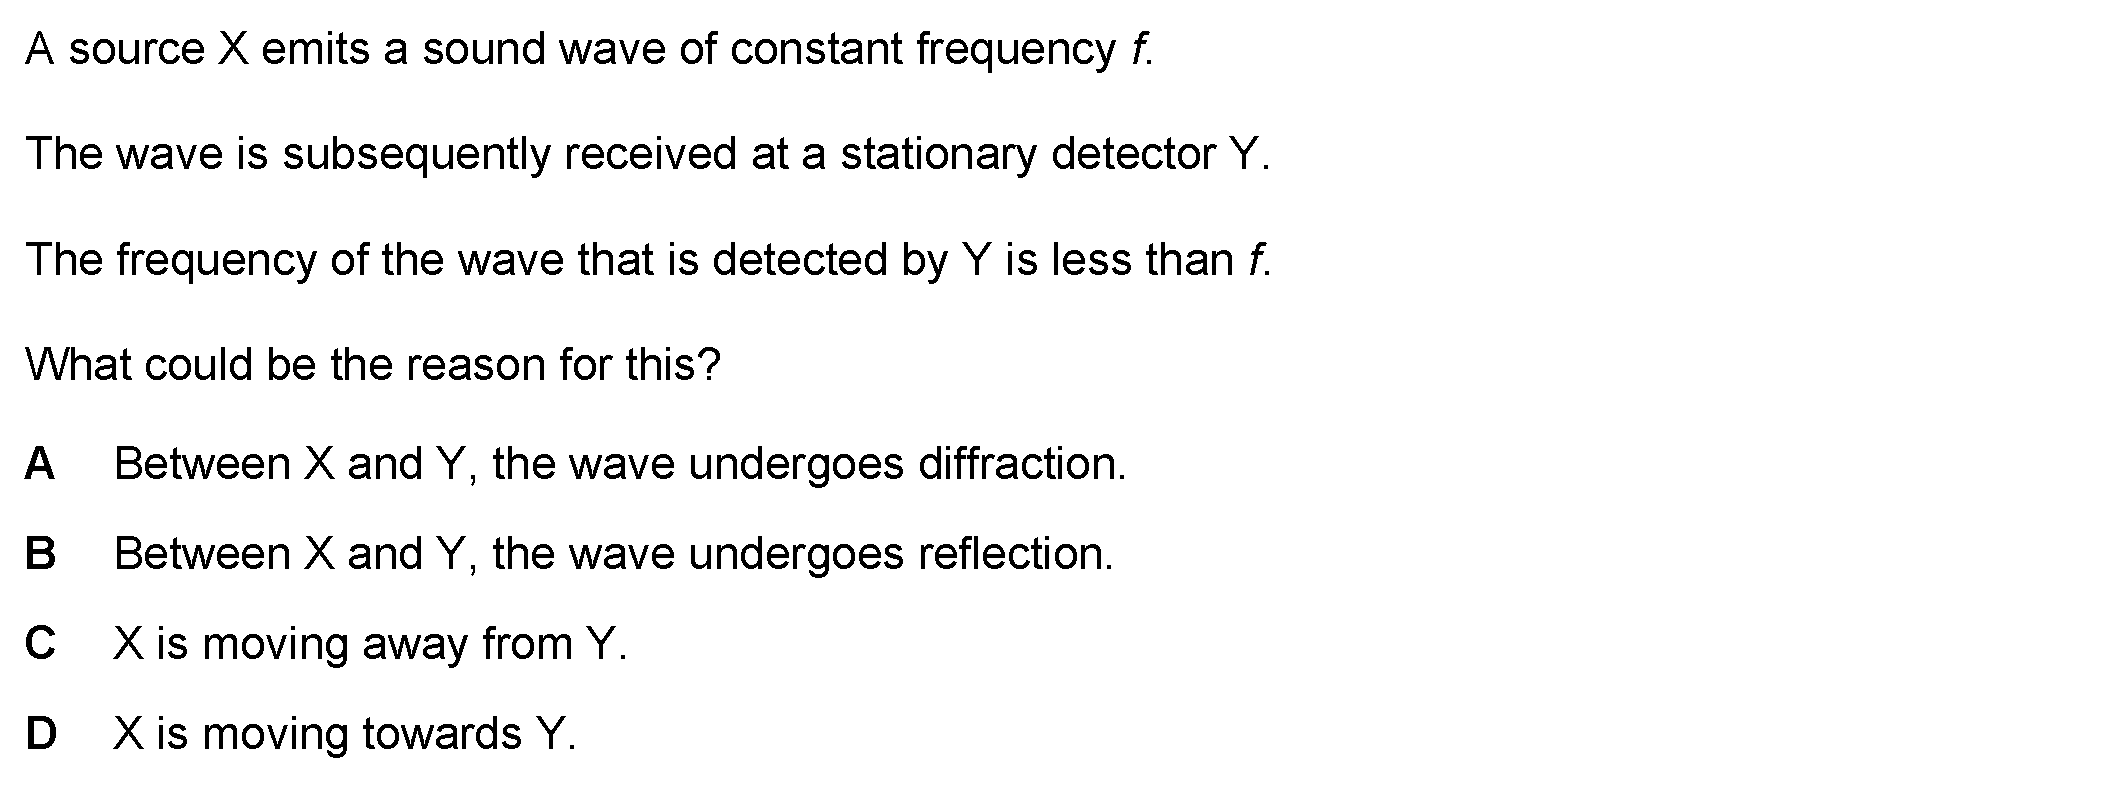 A source X emits a sound wave of constant frequency f.
The wave is subsequently received at a stationary detector Y.
The frequency of the wave that is detected by Y is less than f.
What could be the reason for this?
A Between X and Y, the wave undergoes diffraction.
B Between X and Y, the wave undergoes reflection.
C X is moving away from Y.
D X is moving towards Y.